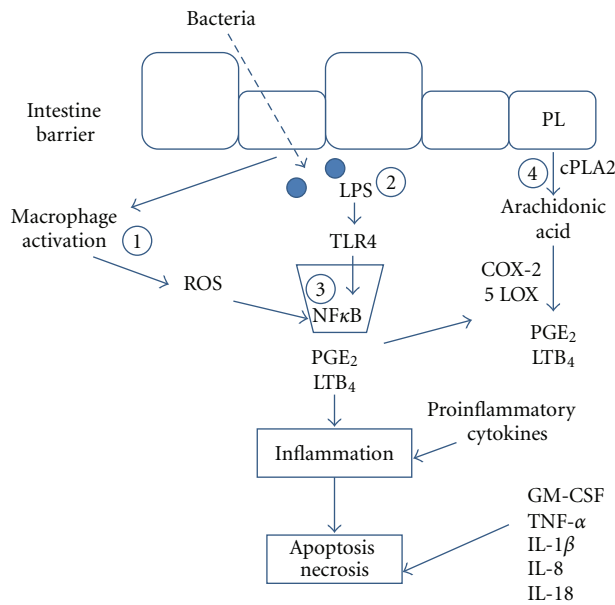 Bacteria
Intestine
barrier
PL
④ cPLA2
LPS ②
Macrophage
activation ①
Arachidonic
acid
TLR4
ROS
③
NFκB
COX-2
5 LOX
PGE₂
LTB₄
PGE₂
LTB₄
Proinflammatory
cytokines
Inflammation
GM-CSF
TNF-α
IL-1β
IL-8
IL-18
Apoptosis
necrosis